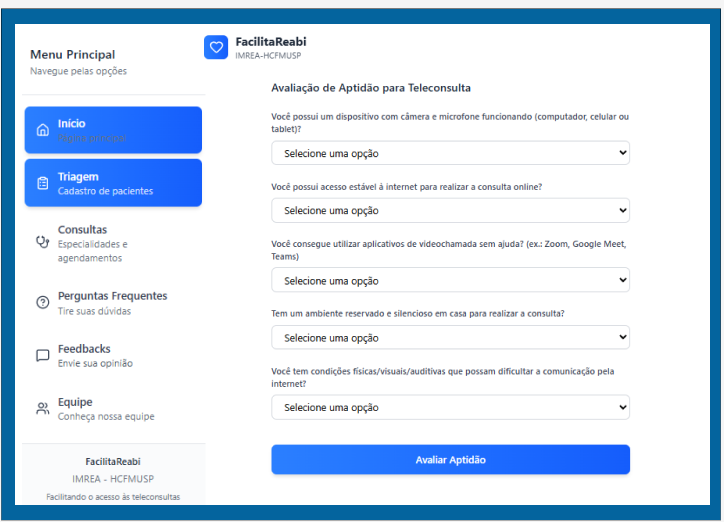 Menu Principal
Navegue pelas opções
Início
Página principal
Triagem
Cadastro de pacientes
Consultas
Especialidades e
agendamentos
Perguntas Frequentes
Tire suas dúvidas
Feedbacks
Envie sua opinião
Equipe
Conheça nossa equipe
FacilitaReabi
IMREA - HCFMUSP
Facilitando o acesso às teleconsultas
FacilitaReabi
IMREA-HCFMUSP
Avaliação de Aptidão para Teleconsulta
Você possui um dispositivo com câmera e microfone funcionando (computador, celular ou
tablet)?
Selecione uma opção
Você possui acesso estável à internet para realizar a consulta online?
Selecione uma opção
Você consegue utilizar aplicativos de videochamada sem ajuda? (ex.: Zoom, Google Meet,
Teams)
Selecione uma opção
Tem um ambiente reservado e silencioso em casa para realizar a consulta?
Selecione uma opção
Você tem condições físicas/visuais/auditivas que possam dificultar a comunicação pela
internet?
Selecione uma opção
Avaliar Aptidão